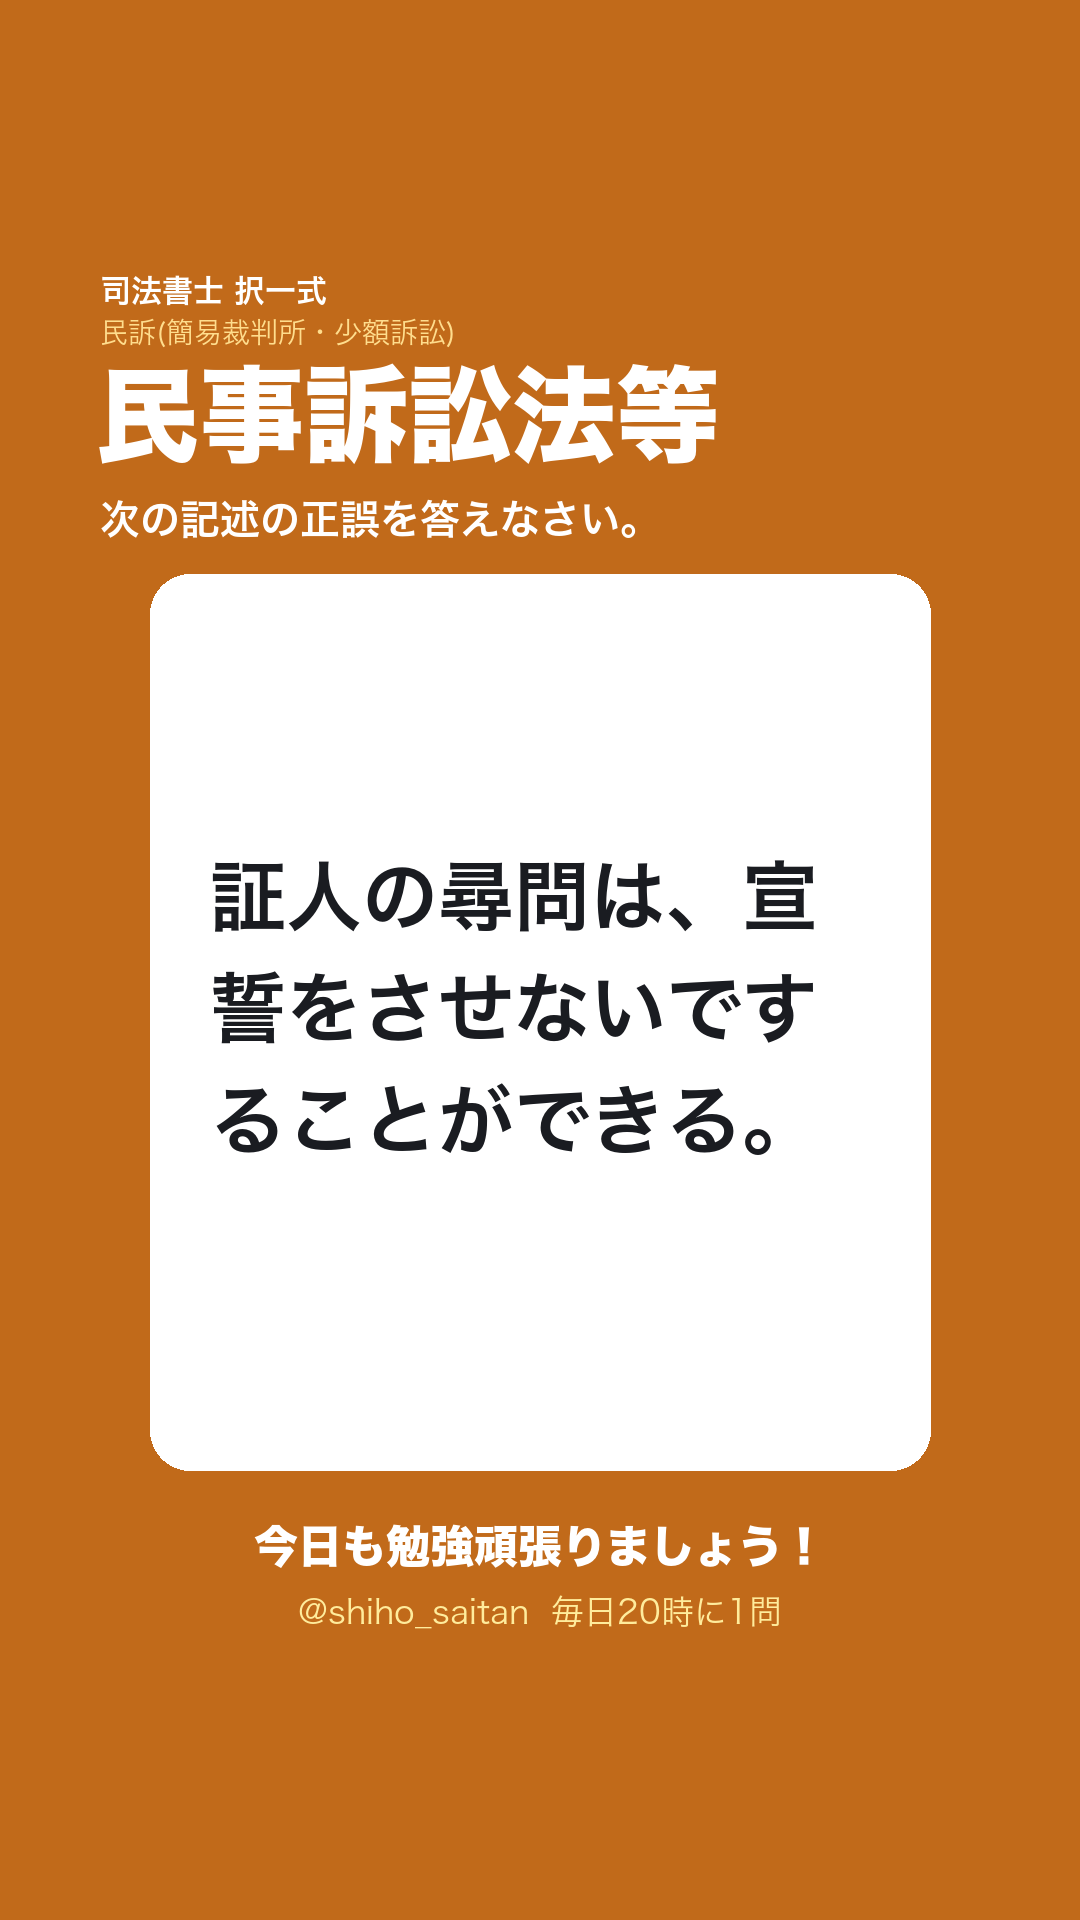 司法書士 択一式
民訴(簡易裁判所・少額訴訟)
民事訴訟法等
次の記述の正誤を答えなさい。
証人の尋問は、宣
誓をさせないです
ることができる。
今日も勉強頑張りましょう！
@shiho_saitan 毎日20時に1問